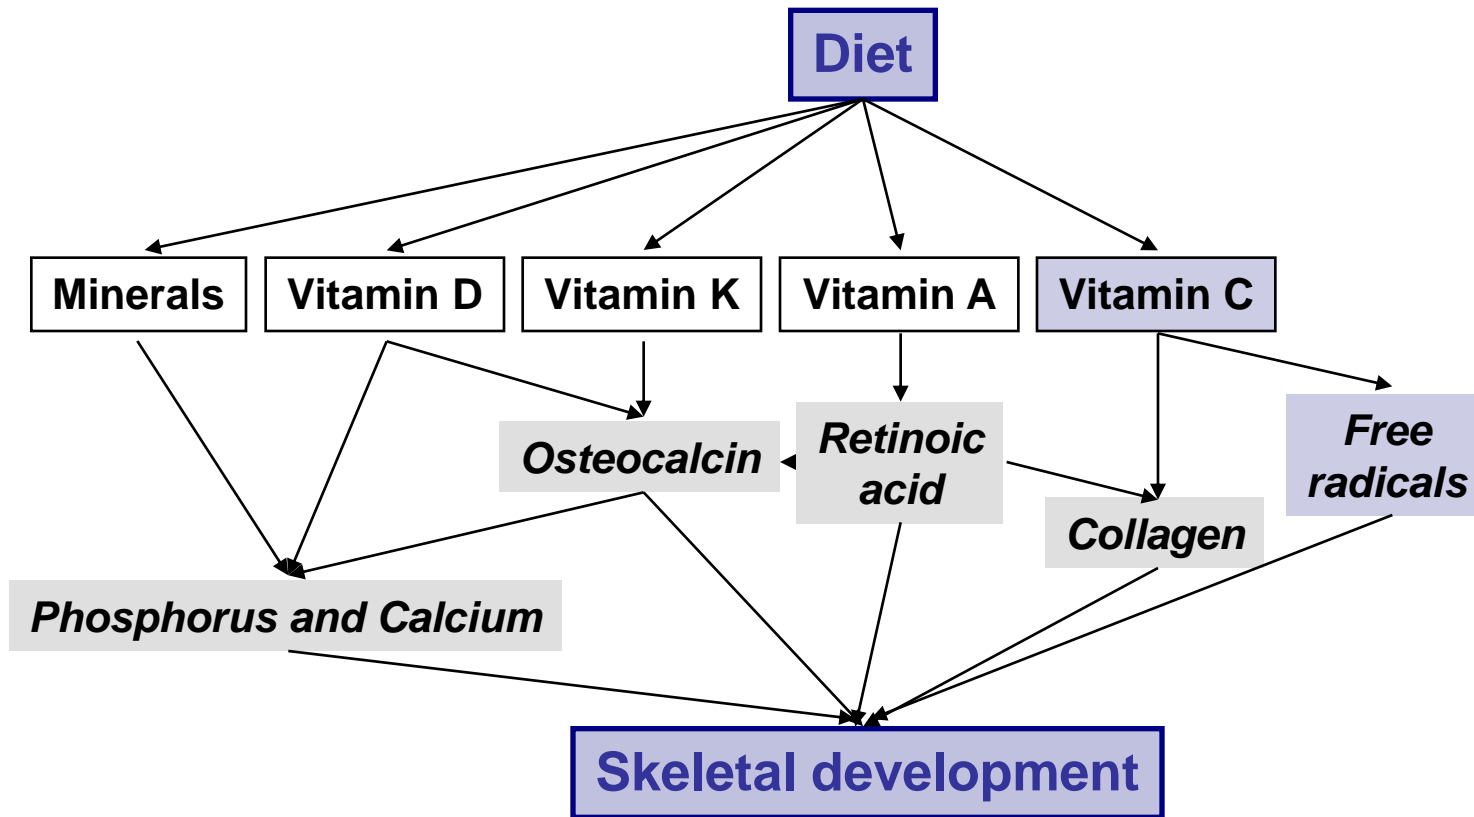 Diet
Minerals
Vitamin D
Vitamin K
Vitamin A
Vitamin C
Osteocalcin
Retinoic
acid
Collagen
Free
radicals
Phosphorus and Calcium
Skeletal development